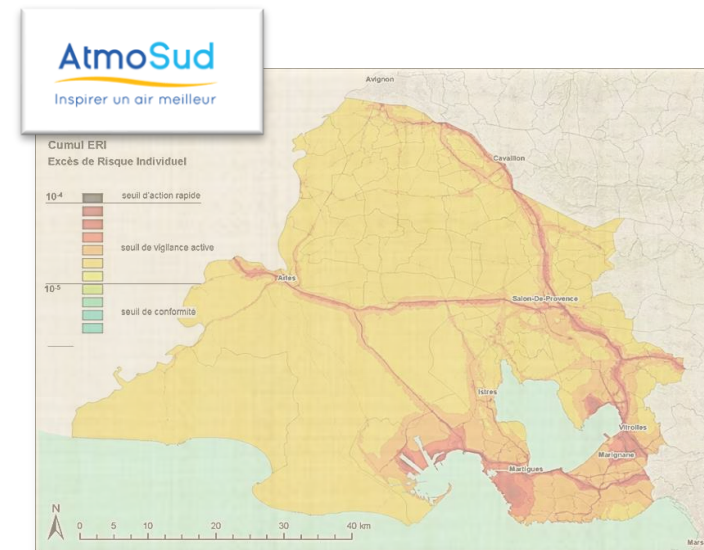 AtmoSud
Inspirer un air meilleur
Avignon
Cumul ERI
Excès de Risque Individuel
Cavaillon
10⁻⁴
seuil d'action rapide
seuil de vigilance active
Arles
10⁻⁵
Salon-De-Provence
seuil de conformité
Istres
Vitrolles
Marignane
Martigues
N
0 5 10 20 30 40 km
Mars